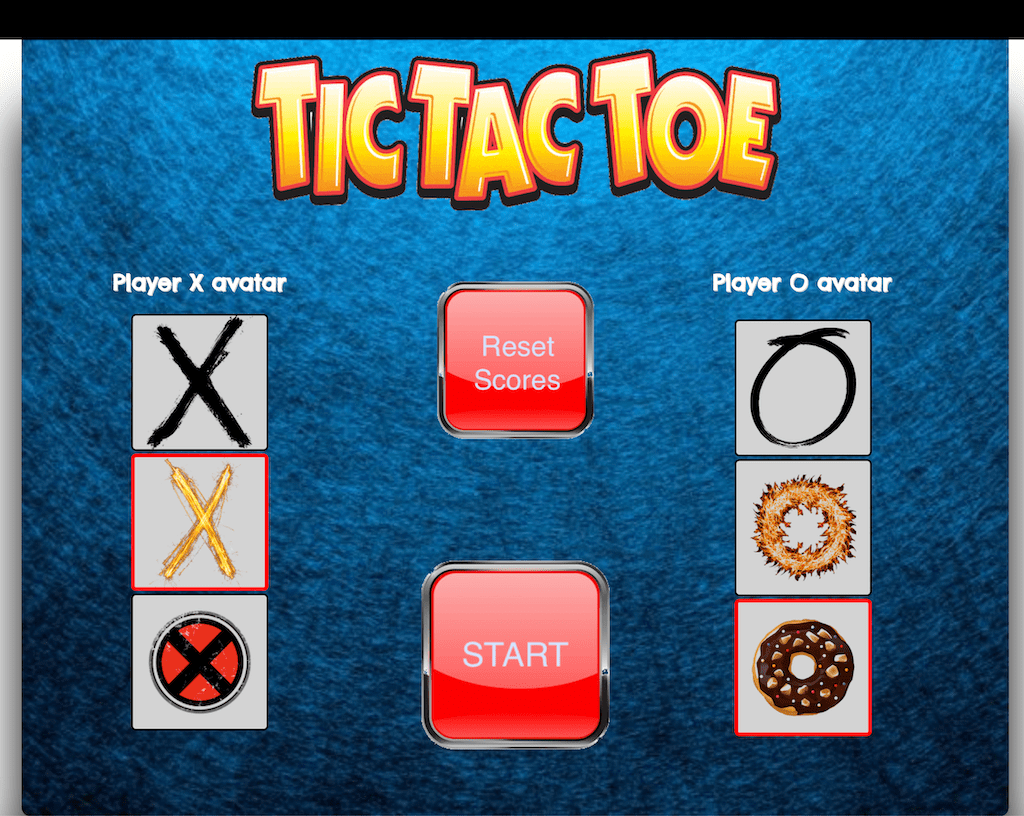 TIC TAC TOE
Player X avatar
Player O avatar
X
O
Reset
Scores
X
START
X